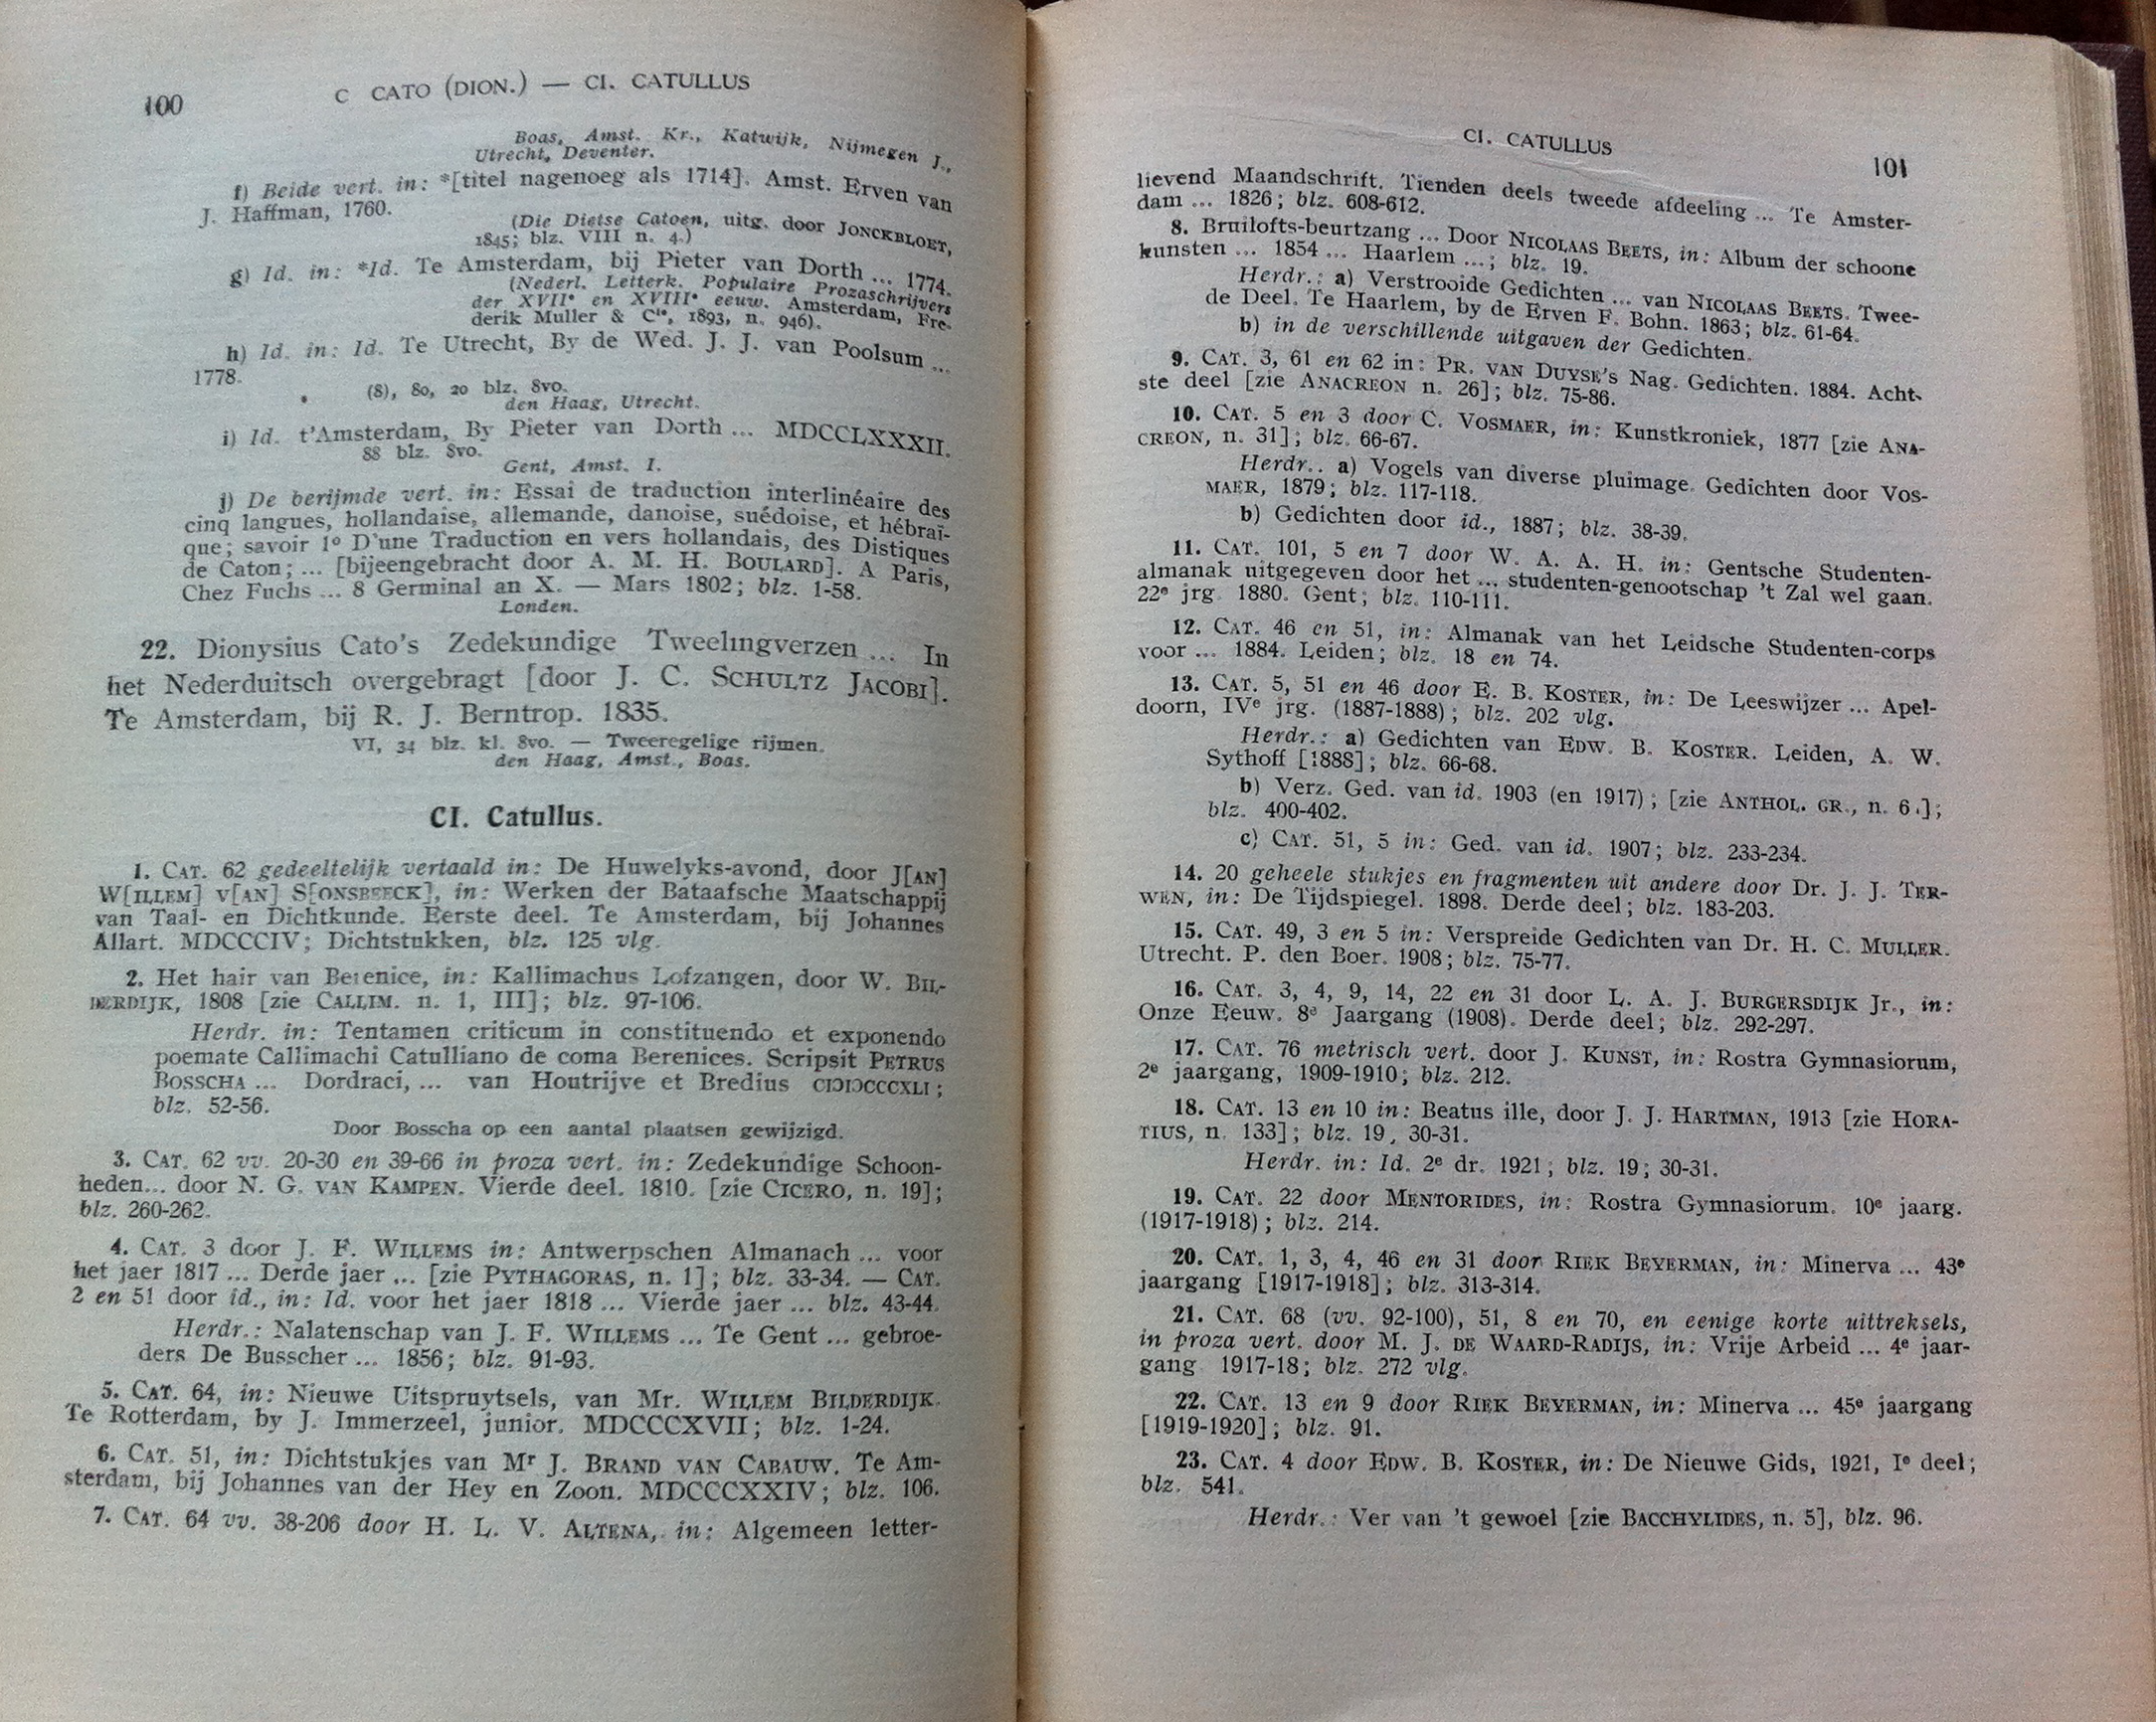 100
C CATO (DION.) — CI. CATULLUS
Boas, Amst. Kr., Katwijk, Nijmegen J.,
Utrecht, Deventer.
f) Beide vert. in: *[titel nagenoeg als 1714]. Amst. Erven van
J. Haffman, 1760.
(Die Dietse Catoen, uitg. door JONCKBLOET,
1845; blz. VIII n. 4.)
g) Id. in: *Id. Te Amsterdam, bij Pieter van Dorth ... 1774.
(Nederl. Letterk. Populaire Prozaschrijvers
der XVIIe en XVIIIe eeuw. Amsterdam, Fre-
derik Muller & Cie, 1893, n. 946).
h) Id. in: Id. Te Utrecht, By de Wed. J. J. van Poolsum ...
1778.
(8), 80, 20 blz. 8vo.
den Haag, Utrecht.
i) Id. t'Amsterdam, By Pieter van Dorth ... MDCCLXXXII.
88 blz. 8vo.
Gent, Amst. I.
j) De berijmde vert. in: Essai de traduction interlinéaire des
cinq langues, hollandaise, allemande, danoise, suédoise, et hébraï-
que; savoir 1o D'une Traduction en vers hollandais, des Distiques
de Caton; ... [bijeengebracht door A. M. H. BOULARD]. A Paris,
Chez Fuchs ... 8 Germinal an X. — Mars 1802; blz. 1-58.
Londen.
22. Dionysius Cato's Zedekundige Tweelingverzen ... In
het Nederduitsch overgebragt [door J. C. SCHULTZ JACOBI].
Te Amsterdam, bij R. J. Berntrop. 1835.
VI, 34 blz. kl. 8vo. — Tweeregelige rijmen.
den Haag, Amst., Boas.
CI. Catullus.
1. CAT. 62 gedeeltelijk vertaald in: De Huwelyks-avond, door J[AN]
W[ILLEM] V[AN] S[ONSBEECK], in: Werken der Bataafsche Maatschappij
van Taal- en Dichtkunde. Eerste deel. Te Amsterdam, bij Johannes
Allart. MDCCCIV; Dichtstukken, blz. 125 vlg.
2. Het hair van Berenice, in: Kallimachus Lofzangen, door W. BIL-
DERDIJK, 1808 [zie CALLIM. n. 1, III]; blz. 97-106.
Herdr. in: Tentamen criticum in constituendo et exponendo
poemate Callimachi Catulliano de coma Berenices. Scripsit PETRUS
BOSSCHA ... Dordraci, ... van Houtrijve et Bredius CIƆIƆCCCXLI;
blz. 52-56.
Door Bosscha op een aantal plaatsen gewijzigd.
3. CAT. 62 vv. 20-30 en 39-66 in proza vert. in: Zedekundige Schoon-
heden... door N. G. VAN KAMPEN. Vierde deel. 1810. [zie CICERO, n. 19];
blz. 260-262.
4. CAT. 3 door J. F. WILLEMS in: Antwerpschen Almanach ... voor
het jaer 1817 ... Derde jaer ... [zie PYTHAGORAS, n. 1]; blz. 33-34. — CAT.
2 en 51 door id., in: Id. voor het jaer 1818 ... Vierde jaer ... blz. 43-44.
Herdr.: Nalatenschap van J. F. WILLEMS ... Te Gent ... gebroe-
ders De Busscher ... 1856; blz. 91-93.
5. CAT. 64, in: Nieuwe Uitspruytsels, van Mr. WILLEM BILDERDIJK.
Te Rotterdam, by J. Immerzeel, junior. MDCCCXVII; blz. 1-24.
6. CAT. 51, in: Dichtstukjes van Mr J. BRAND VAN CABAUW. Te Am-
sterdam, bij Johannes van der Hey en Zoon. MDCCCXXIV; blz. 106.
7. CAT. 64 vv. 38-206 door H. L. V. ALTENA, in: Algemeen letter-
CI. CATULLUS
101
lievend Maandschrift. Tienden deels tweede afdeeling ... Te Amster-
dam ... 1826; blz. 608-612.
8. Bruilofts-beurtzang ... Door NICOLAAS BEETS, in: Album der schoone
kunsten ... 1854 ... Haarlem ...; blz. 19.
Herdr.: a) Verstrooide Gedichten ... van NICOLAAS BEETS. Twee-
de Deel. Te Haarlem, by de Erven F. Bohn. 1863; blz. 61-64.
b) in de verschillende uitgaven der Gedichten.
9. CAT. 3, 61 en 62 in: PR. VAN DUYSE's Nag. Gedichten. 1884. Acht-
ste deel [zie ANACREON n. 26]; blz. 75-86.
10. CAT. 5 en 3 door C. VOSMAER, in: Kunstkroniek, 1877 [zie ANA-
CREON, n. 31]; blz. 66-67.
Herdr.. a) Vogels van diverse pluimage. Gedichten door VOS-
MAER, 1879; blz. 117-118.
b) Gedichten door id., 1887; blz. 38-39.
11. CAT. 101, 5 en 7 door W. A. A. H. in: Gentsche Studenten-
almanak uitgegeven door het ... studenten-genootschap 't Zal wel gaan.
22e jrg. 1880. Gent; blz. 110-111.
12. CAT. 46 en 51, in: Almanak van het Leidsche Studenten-corps
voor ... 1884. Leiden; blz. 18 en 74.
13. CAT. 5, 51 en 46 door E. B. KOSTER, in: De Leeswijzer ... Apel-
doorn, IVe jrg. (1887-1888); blz. 202 vlg.
Herdr.: a) Gedichten van EDW. B. KOSTER. Leiden, A. W.
Sythoff [1888]; blz. 66-68.
b) Verz. Ged. van id. 1903 (en 1917); [zie ANTHOL. GR., n. 6.];
blz. 400-402.
c) CAT. 51, 5 in: Ged. van id. 1907; blz. 233-234.
14. 20 geheele stukjes en fragmenten uit andere door Dr. J. J. TER-
WEN, in: De Tijdspiegel. 1898. Derde deel; blz. 183-203.
15. CAT. 49, 3 en 5 in: Verspreide Gedichten van Dr. H. C. MULLER.
Utrecht. P. den Boer. 1908; blz. 75-77.
16. CAT. 3, 4, 9, 14, 22 en 31 door L. A. J. BURGERSDIJK Jr., in:
Onze Eeuw. 8e Jaargang (1908). Derde deel; blz. 292-297.
17. CAT. 76 metrisch vert. door J. KUNST, in: Rostra Gymnasiorum,
2e jaargang, 1909-1910; blz. 212.
18. CAT. 13 en 10 in: Beatus ille, door J. J. HARTMAN, 1913 [zie HORA-
TIUS, n. 133]; blz. 19, 30-31.
Herdr. in: Id. 2e dr. 1921; blz. 19; 30-31.
19. CAT. 22 door MENTORIDES, in: Rostra Gymnasiorum. 10e jaarg.
(1917-1918); blz. 214.
20. CAT. 1, 3, 4, 46 en 31 door RIEK BEYERMAN, in: Minerva ... 43e
jaargang [1917-1918]; blz. 313-314.
21. CAT. 68 (vv. 92-100), 51, 8 en 70, en eenige korte uittreksels,
in proza vert. door M. J. DE WAARD-RADIJS, in: Vrije Arbeid ... 4e jaar-
gang 1917-18; blz. 272 vlg.
22. CAT. 13 en 9 door RIEK BEYERMAN, in: Minerva ... 45e jaargang
[1919-1920]; blz. 91.
23. CAT. 4 door EDW. B. KOSTER, in: De Nieuwe Gids, 1921, Ie deel;
blz. 541.
Herdr.: Ver van 't gewoel [zie BACCHYLIDES, n. 5], blz. 96.